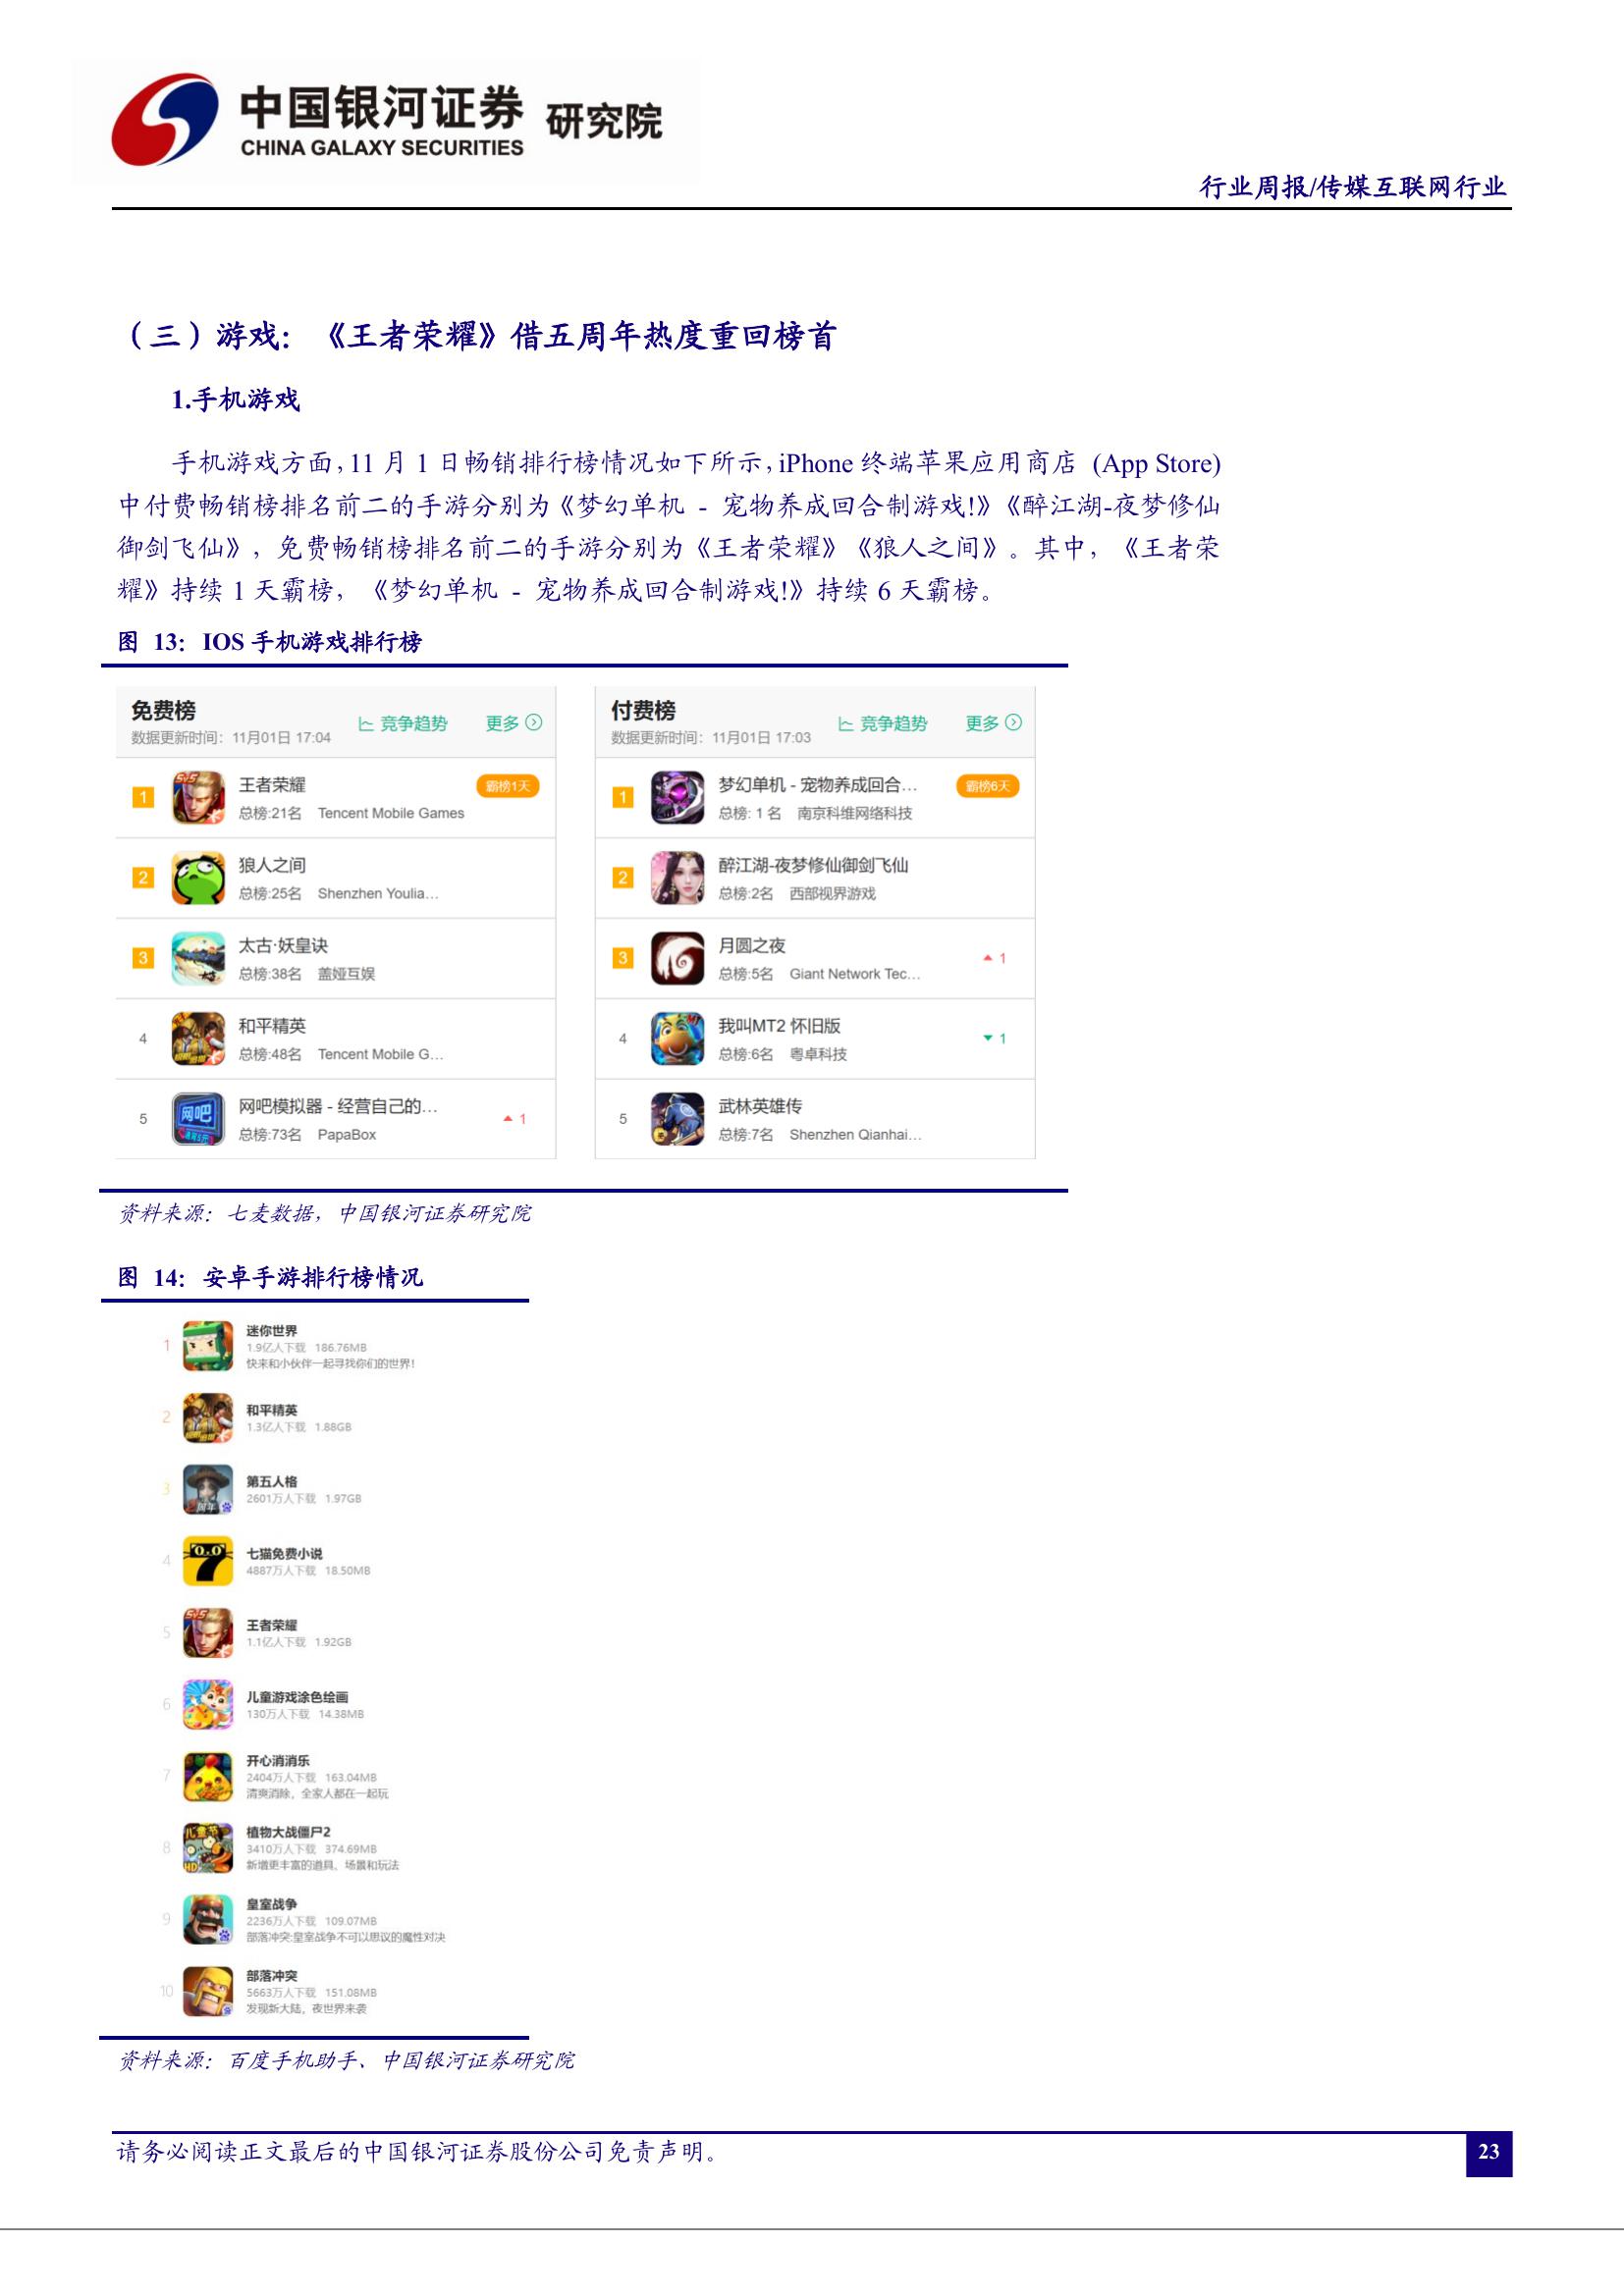 中国银河证券 研究院
CHINA GALAXY SECURITIES
行业周报/传媒互联网行业
（三）游戏：《王者荣耀》借五周年热度重回榜首
1.手机游戏
手机游戏方面，11 月 1 日畅销排行榜情况如下所示，iPhone 终端苹果应用商店 (App Store)
中付费畅销榜排名前二的手游分别为《梦幻单机 - 宠物养成回合制游戏!》《醉江湖-夜梦修仙
御剑飞仙》，免费畅销榜排名前二的手游分别为《王者荣耀》《狼人之间》。其中，《王者荣
耀》持续 1 天霸榜，《梦幻单机 - 宠物养成回合制游戏!》持续 6 天霸榜。
图 13：IOS 手机游戏排行榜
免费榜
竞争趋势 更多
数据更新时间：11月01日 17:04
1 王者荣耀 霸榜1天
总榜:21名 Tencent Mobile Games
2 狼人之间
总榜:25名 Shenzhen Youlia…
3 太古·妖皇诀
总榜:38名 盖娅互娱
4 和平精英
总榜:48名 Tencent Mobile G…
5 网吧模拟器 - 经营自己的… 1
总榜:73名 PapaBox
付费榜
竞争趋势 更多
数据更新时间：11月01日 17:03
1 梦幻单机 - 宠物养成回合… 霸榜6天
总榜: 1 名 南京科维网络科技
2 醉江湖-夜梦修仙御剑飞仙
总榜:2名 西部视界游戏
3 月圆之夜 1
总榜:5名 Giant Network Tec…
4 我叫MT2 怀旧版 1
总榜:6名 粤卓科技
5 武林英雄传
总榜:7名 Shenzhen Qianhai…
资料来源：七麦数据，中国银河证券研究院
图 14：安卓手游排行榜情况
1 迷你世界
1.9亿人下载 186.76MB
快来和小伙伴一起寻找你们的世界！
2 和平精英
1.3亿人下载 1.88GB
3 第五人格
2601万人下载 1.97GB
4 七猫免费小说
4887万人下载 18.50MB
5 王者荣耀
1.1亿人下载 1.92GB
6 儿童游戏涂色绘画
130万人下载 14.38MB
7 开心消消乐
2404万人下载 163.04MB
清爽消除，全家人都在一起玩
8 植物大战僵尸2
3410万人下载 374.69MB
新增更丰富的道具、场景和玩法
9 皇室战争
2236万人下载 109.07MB
部落冲突:皇室战争不可以思议的魔性对决
10 部落冲突
5663万人下载 151.08MB
发现新大陆，夜世界来袭
资料来源：百度手机助手、中国银河证券研究院
请务必阅读正文最后的中国银河证券股份公司免责声明。
23